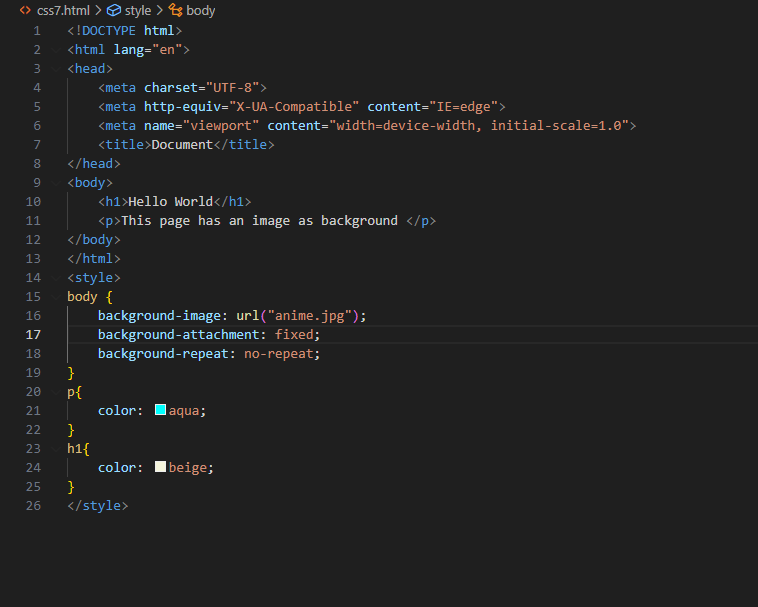 css7.html > style > body
1 <!DOCTYPE html>
2 <html lang="en">
3 <head>
4     <meta charset="UTF-8">
5     <meta http-equiv="X-UA-Compatible" content="IE=edge">
6     <meta name="viewport" content="width=device-width, initial-scale=1.0">
7     <title>Document</title>
8 </head>
9 <body>
10     <h1>Hello World</h1>
11     <p>This page has an image as background </p>
12 </body>
13 </html>
14 <style>
15 body {
16     background-image: url("anime.jpg");
17     background-attachment: fixed;
18     background-repeat: no-repeat;
19 }
20 p{
21     color: aqua;
22 }
23 h1{
24     color: beige;
25 }
26 </style>